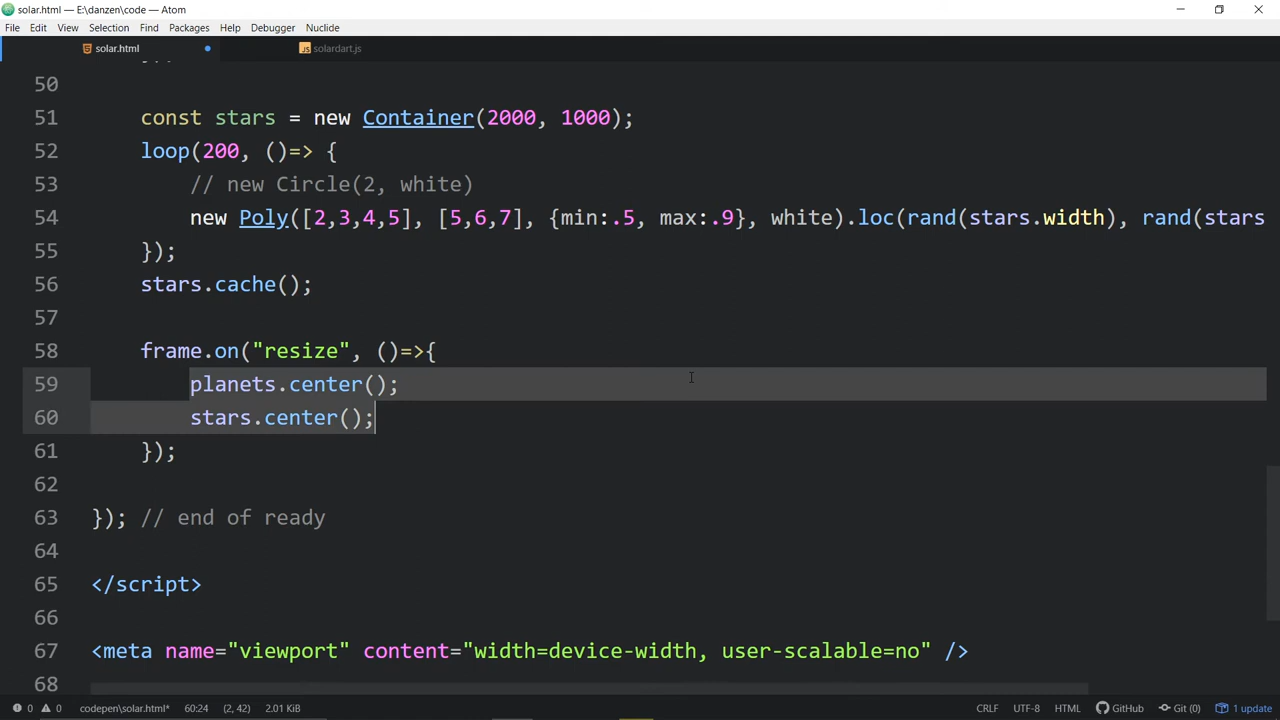 solar.html — E:\danzen\code — Atom
File Edit View Selection Find Packages Help Debugger Nuclide
solar.html
JS solardart.js
50
51 const stars = new Container(2000, 1000);
52 loop(200, ()=> {
53 // new Circle(2, white)
54 new Poly([2,3,4,5], [5,6,7], {min:.5, max:.9}, white).loc(rand(stars.width), rand(stars
55 });
56 stars.cache();
57
58 frame.on("resize", ()=>{
59 planets.center();
60 stars.center();
61 });
62
63 }); // end of ready
64
65 </script>
66
67 <meta name="viewport" content="width=device-width, user-scalable=no" />
68
0 0 codepen\solar.html* 60:24 (2, 42) 2.01 KiB CRLF UTF-8 HTML GitHub Git (0) 1 update